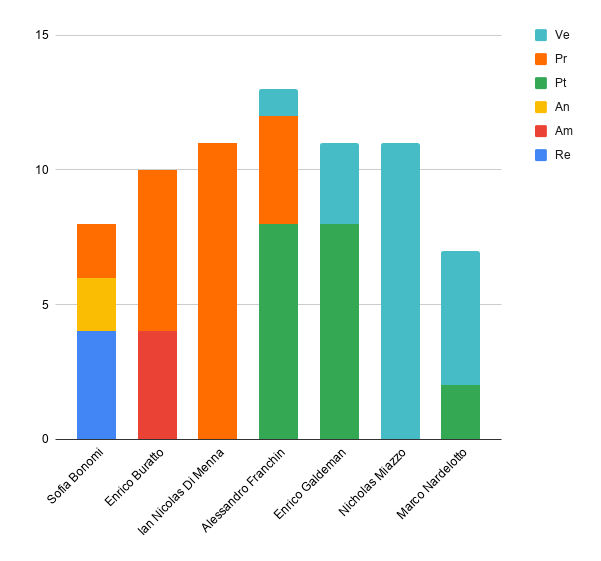 15
10
5
0
Sofia Bonomi
Enrico Buratto
Ian Nicolas Di Menna
Alessandro Franchin
Enrico Galdeman
Nicholas Miazzo
Marco Nardelotto
Ve
Pr
Pt
An
Am
Re